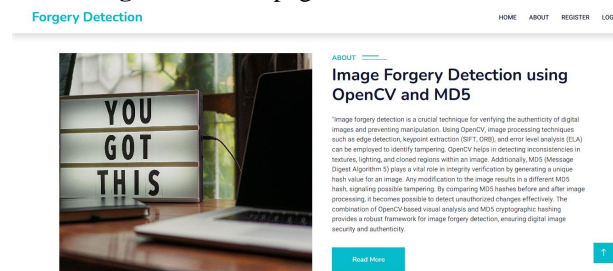 Forgery Detection
HOME ABOUT REGISTER
ABOUT
Image Forgery Detection using
OpenCV and MD5
"Image forgery detection is a crucial technique for verifying the authenticity of digital
images and preventing manipulation. Using OpenCV, image processing techniques
such as edge detection, keypoint extraction (SIFT, ORB), and error level analysis (ELA)
can be employed to identify tampering. OpenCV helps in detecting inconsistencies in
textures, lighting, and cloned regions within an image. Additionally, MD5 (Message
Digest Algorithm 5) plays a vital role in integrity verification by generating a unique
hash value for an image. Any modification to the image results in a different MD5
hash, signaling possible tampering. By comparing MD5 hashes before and after image
processing, it becomes possible to detect unauthorized changes effectively. The
combination of OpenCV-based visual analysis and MD5 cryptographic hashing
provides a robust framework for image forgery detection, ensuring digital image
security and authenticity.
Read More
YOU
GOT
THIS